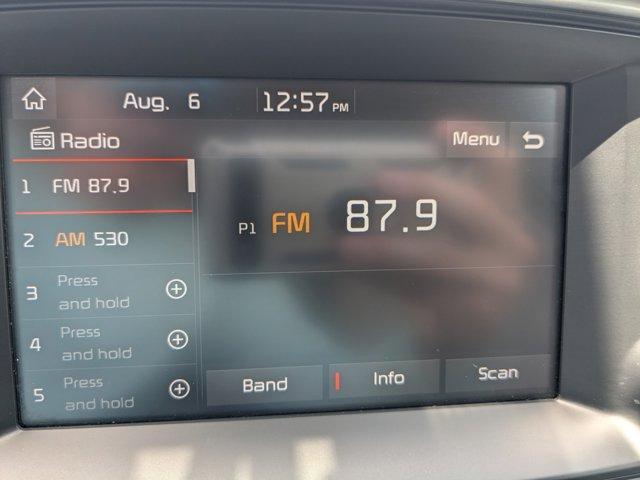 Aug. 6 12:57 PM
Radio Menu
1 FM 87.9
P1 FM 87.9
2 AM 530
3 Press and hold
4 Press and hold
5 Press and hold
Band Info Scan